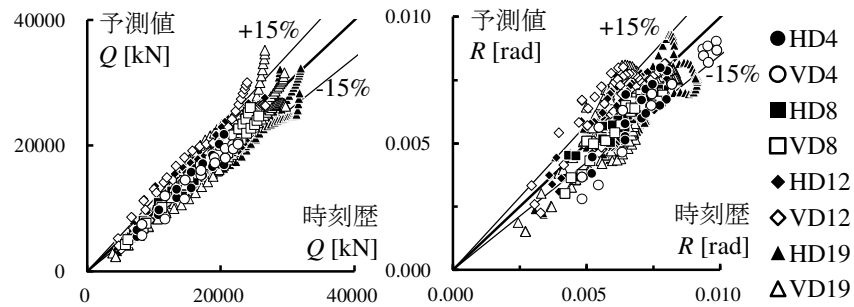 40000
予測値
Q [kN]
+15%
-15%
20000
時刻歴
Q [kN]
0
0
20000
40000
0.010
予測値
R [rad]
+15%
-15%
0.005
時刻歴
R [rad]
0.000
0.000
0.005
0.010
HD4
VD4
HD8
VD8
HD12
VD12
HD19
VD19